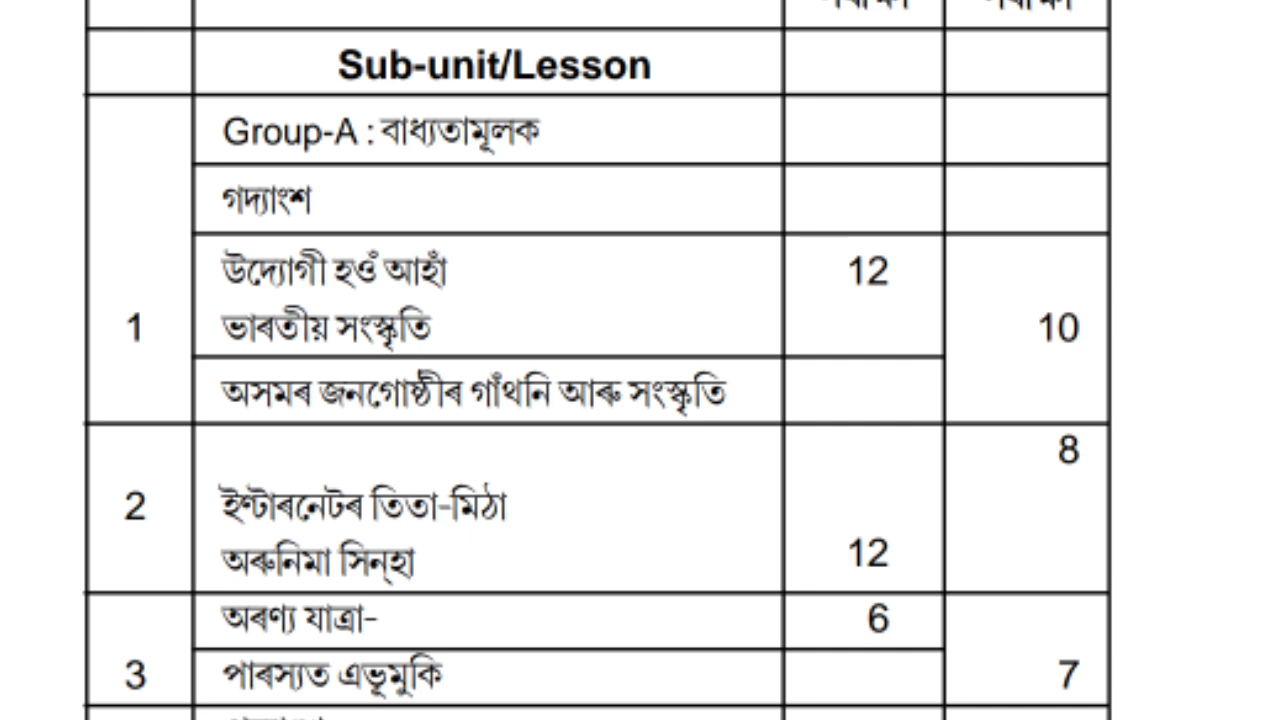 Sub-unit/Lesson
Group-A : বাধ্যতামূলক
গদ্যাংশ
উদ্যোগী হওঁ আহাঁ 12
ভাৰতীয় সংস্কৃতি
1 10
অসমৰ জনগোষ্ঠীৰ গাঁথনি আৰু সংস্কৃতি
8
2 ইণ্টাৰনেটৰ তিতা-মিঠা
অৰুনিমা সিন্হা 12
অৰণ্য যাত্ৰা- 6
3 পাৰস্যত এভূমুকি 7